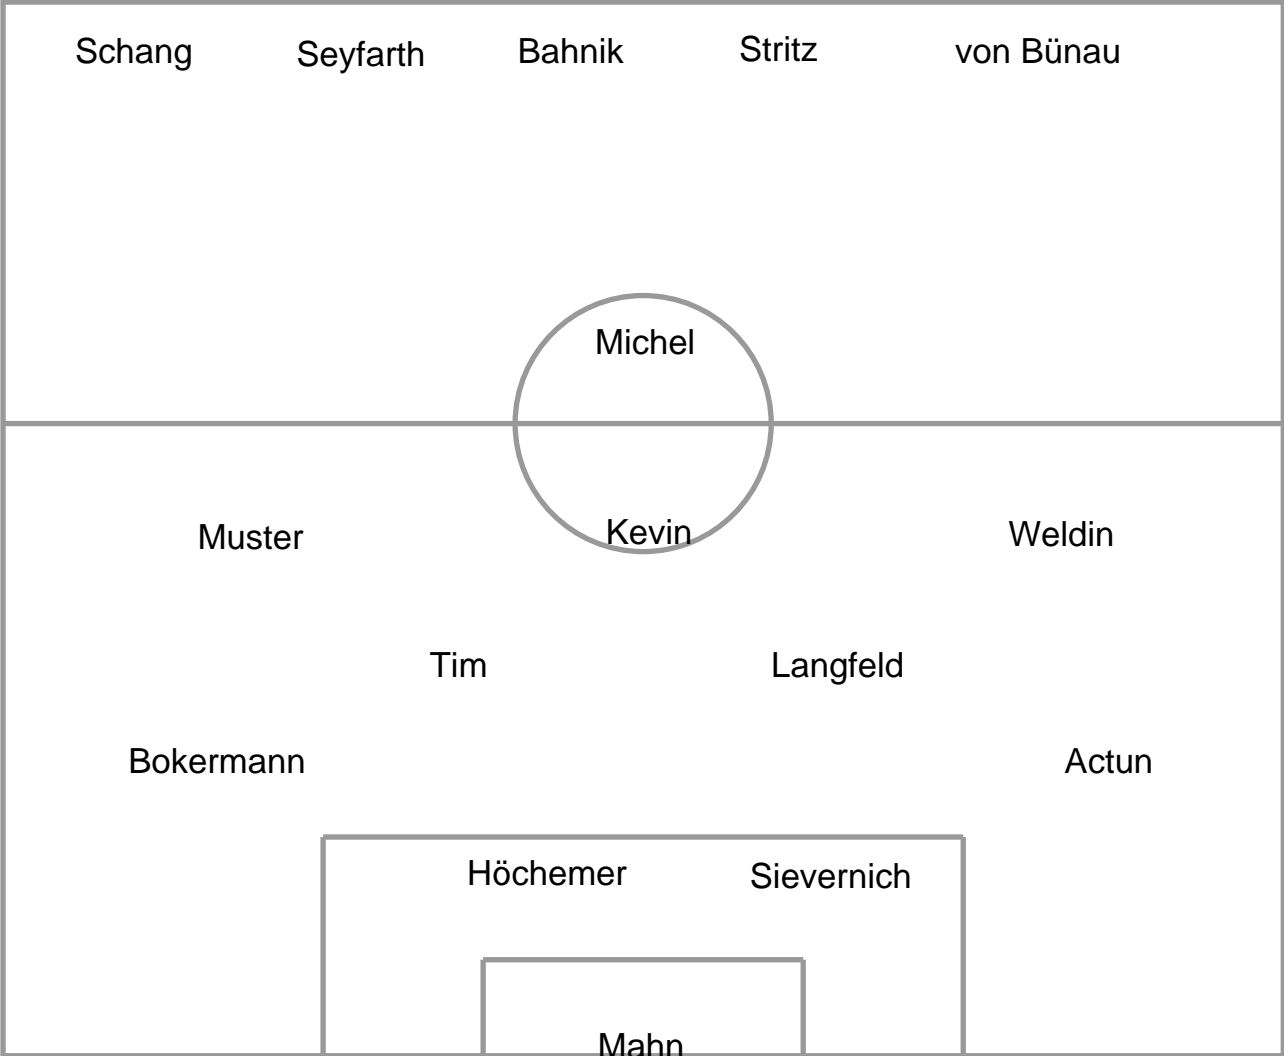 Schang Seyfarth Bahnik Stritz von Bünau
Michel
Muster Kevin Weldin
Tim Langfeld
Bokermann Actun
Höchemer Sievernich
Mahn